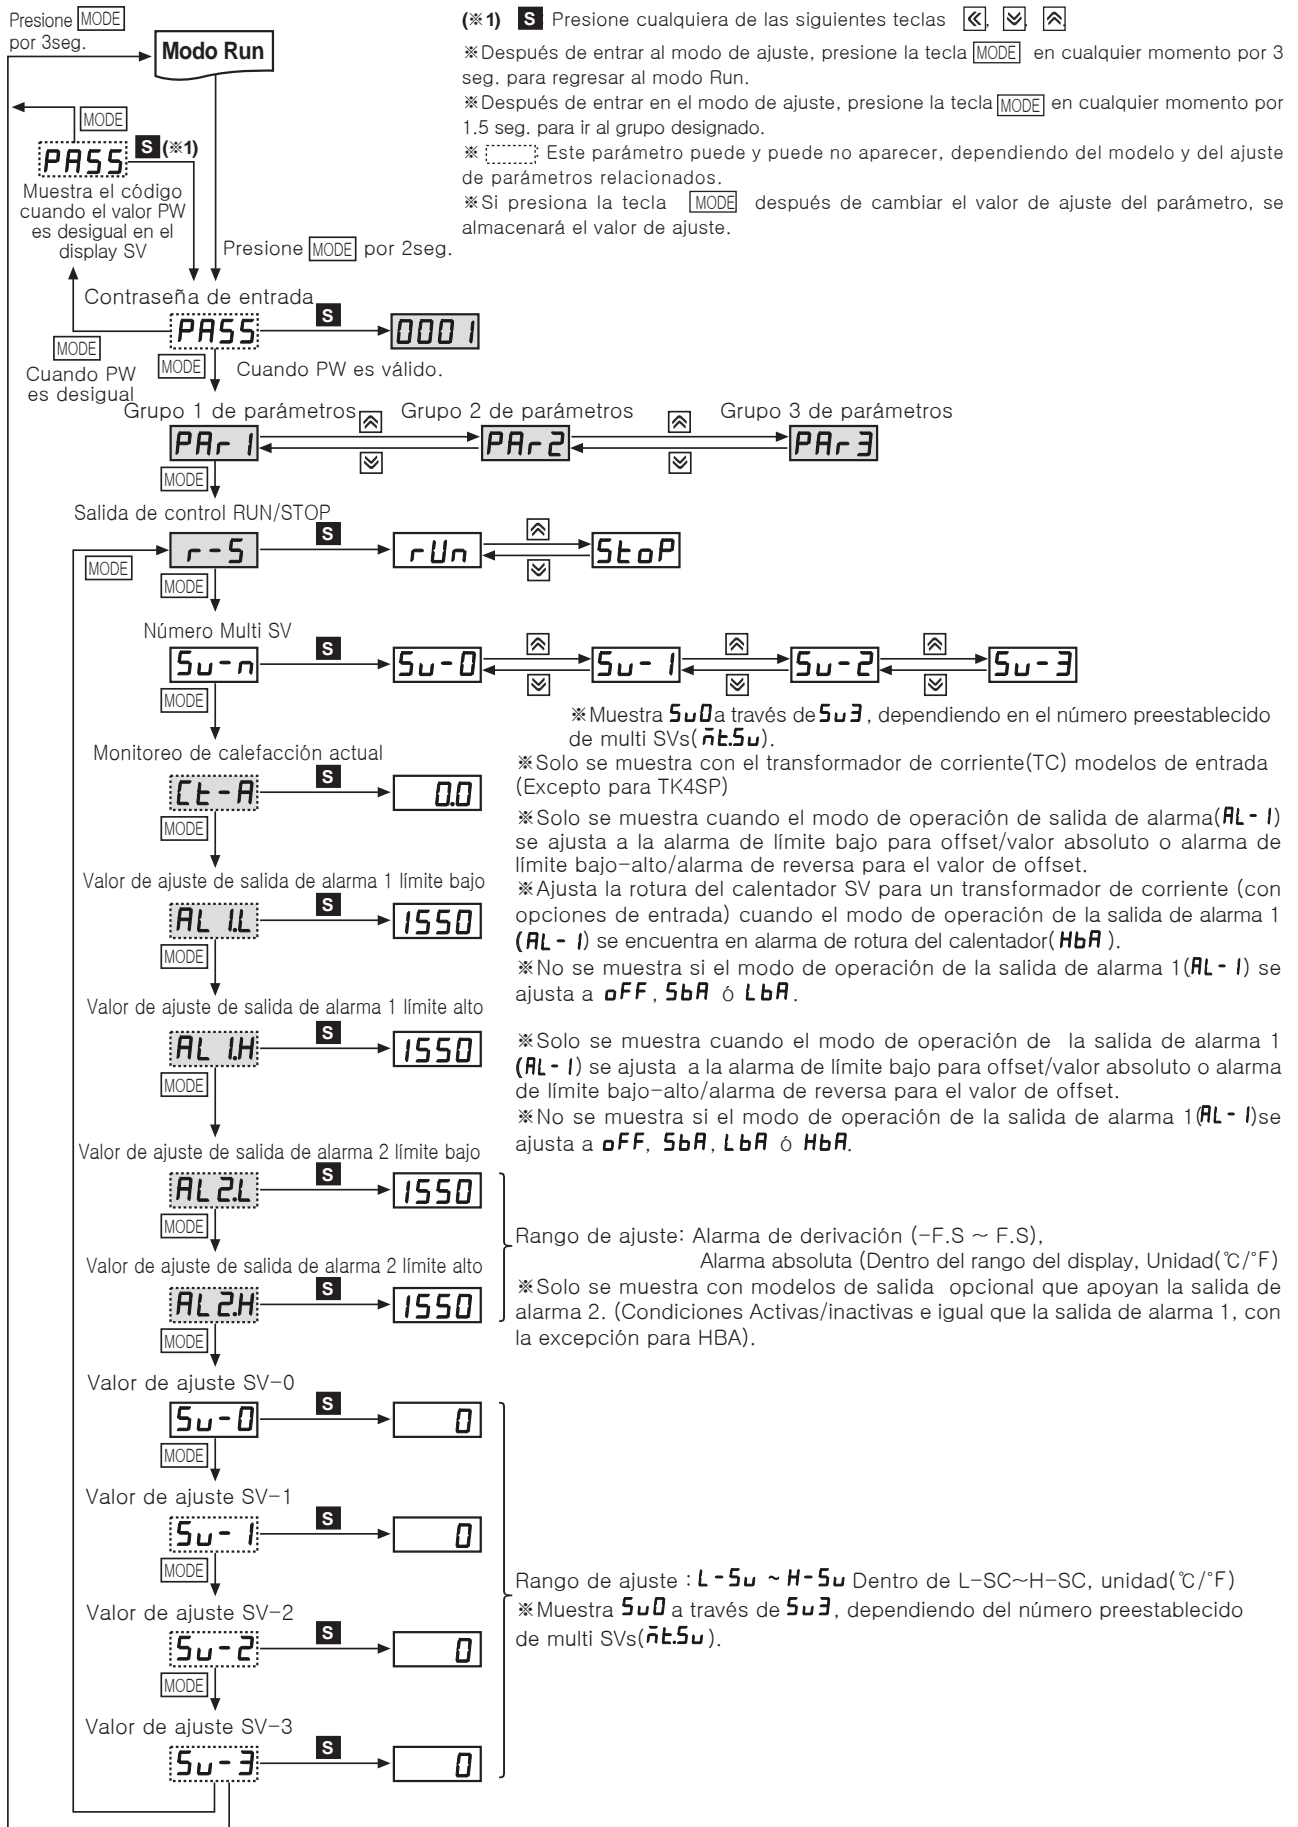 Presione MODE
por 3seg.
Modo Run
(※1) S Presione cualquiera de las siguientes teclas
※Después de entrar al modo de ajuste, presione la tecla MODE en cualquier momento por 3
seg. para regresar al modo Run.
※Después de entrar en el modo de ajuste, presione la tecla MODE en cualquier momento por
1.5 seg. para ir al grupo designado.
※ : Este parámetro puede y puede no aparecer, dependiendo del modelo y del ajuste
de parámetros relacionados.
※Si presiona la tecla MODE después de cambiar el valor de ajuste del parámetro, se
almacenará el valor de ajuste.
MODE
PASS S (※1)
Muestra el código
cuando el valor PW
es desigual en el
display SV
Presione MODE por 2seg.
Contraseña de entrada
PASS S 0001
MODE
Cuando PW
es desigual
MODE Cuando PW es válido.
Grupo 1 de parámetros Grupo 2 de parámetros Grupo 3 de parámetros
PAr1 PAr2 PAr3
MODE
Salida de control RUN/STOP
MODE r-S S rUn StoP
MODE
Número Multi SV
Su-n S Su-0 Su-1 Su-2 Su-3
MODE
※Muestra Su0 a través de Su3, dependiendo en el número preestablecido
de multi SVs(mt.Su).
Monitoreo de calefacción actual
Ct-A S 0.0
MODE
※Solo se muestra con el transformador de corriente(TC) modelos de entrada
(Excepto para TK4SP)
※Solo se muestra cuando el modo de operación de salida de alarma(AL-1)
se ajusta a la alarma de límite bajo para offset/valor absoluto o alarma de
límite bajo-alto/alarma de reversa para el valor de offset.
Valor de ajuste de salida de alarma 1 límite bajo
AL1.L S 1550
MODE
※Ajusta la rotura del calentador SV para un transformador de corriente (con
opciones de entrada) cuando el modo de operación de la salida de alarma 1
(AL-1) se encuentra en alarma de rotura del calentador(HbA).
※No se muestra si el modo de operación de la salida de alarma 1(AL-1) se
ajusta a oFF, SbA ó LbA.
Valor de ajuste de salida de alarma 1 límite alto
AL1.H S 1550
MODE
※Solo se muestra cuando el modo de operación de la salida de alarma 1
(AL-1) se ajusta a la alarma de límite bajo para offset/valor absoluto o alarma
de límite bajo-alto/alarma de reversa para el valor de offset.
※No se muestra si el modo de operación de la salida de alarma 1(AL-1)se
ajusta a oFF, SbA, LbA ó HbA.
Valor de ajuste de salida de alarma 2 límite bajo
AL2.L S 1550
MODE
Valor de ajuste de salida de alarma 2 límite alto
AL2.H S 1550
MODE
Rango de ajuste: Alarma de derivación (-F.S ~ F.S),
Alarma absoluta (Dentro del rango del display, Unidad(℃/°F)
※Solo se muestra con modelos de salida opcional que apoyan la salida de
alarma 2. (Condiciones Activas/inactivas e igual que la salida de alarma 1, con
la excepción para HBA).
Valor de ajuste SV-0
Su-0 S 0
MODE
Valor de ajuste SV-1
Su-1 S 0
MODE
Valor de ajuste SV-2
Su-2 S 0
MODE
Valor de ajuste SV-3
Su-3 S 0
Rango de ajuste : L-Su ~ H-Su Dentro de L-SC~H-SC, unidad(℃/°F)
※Muestra Su0 a través de Su3, dependiendo del número preestablecido
de multi SVs(mt.Su).